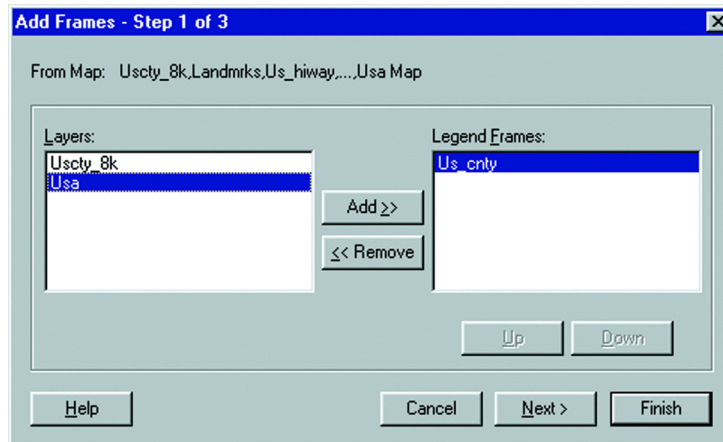 Add Frames - Step 1 of 3
From Map: Uscty_8k,Landmrks,Us_hiway,...,Usa Map
Layers:
Uscty_8k
Usa
Add >>
<< Remove
Legend Frames:
Us_cnty
Up
Down
Help
Cancel
Next >
Finish